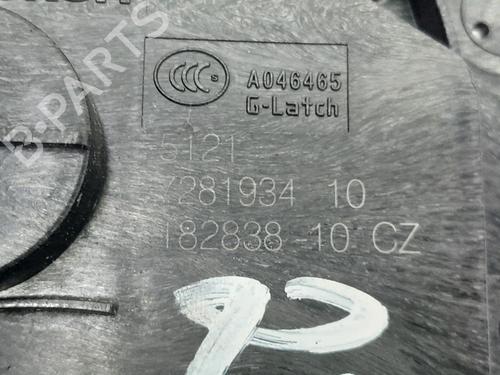 CCC S
A046465
G-Latch
5121
7281934 10
182838-10 CZ
B-PARTS